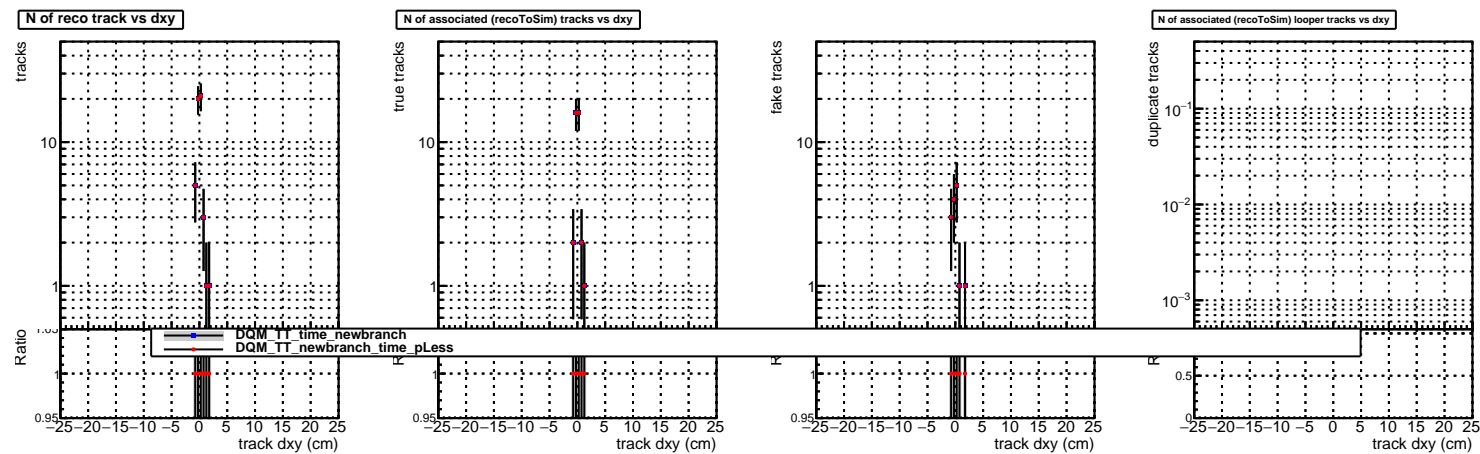 N of reco track vs dxy
N of associated (recoToSim) tracks vs dxy
N of associated (recoToSim) looper tracks vs dxy
tracks
10
1
true tracks
10
1
fake tracks
10
1
duplicate tracks
10⁻¹
10⁻²
10⁻³
DQM_TT_time_newbranch
DQM_TT_newbranch_time_pLess
Ratio
1
0.95
1
0.95
1
0.95
0.5
0
−25 −20 −15 −10 −5 0 5 10 15 20 25
track dxy (cm)
−25 −20 −15 −10 −5 0 5 10 15 20 25
track dxy (cm)
−25 −20 −15 −10 −5 0 5 10 15 20 25
track dxy (cm)
−25 −20 −15 −10 −5 0 5 10 15 20 25
track dxy (cm)